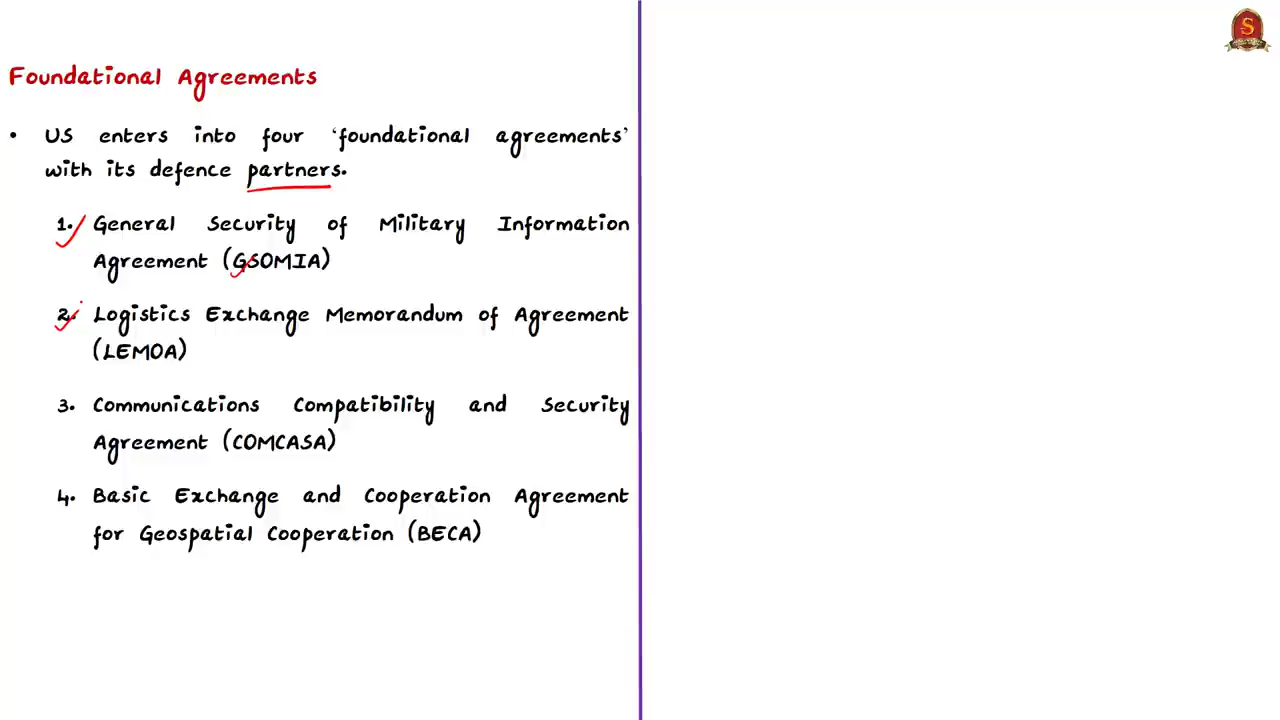 Foundational Agreements
• US enters into four ‘foundational agreements’
with its defence partners.
1. General Security of Military Information
Agreement (GSOMIA)
2. Logistics Exchange Memorandum of Agreement
(LEMOA)
3. Communications Compatibility and Security
Agreement (COMCASA)
4. Basic Exchange and Cooperation Agreement
for Geospatial Cooperation (BECA)
S